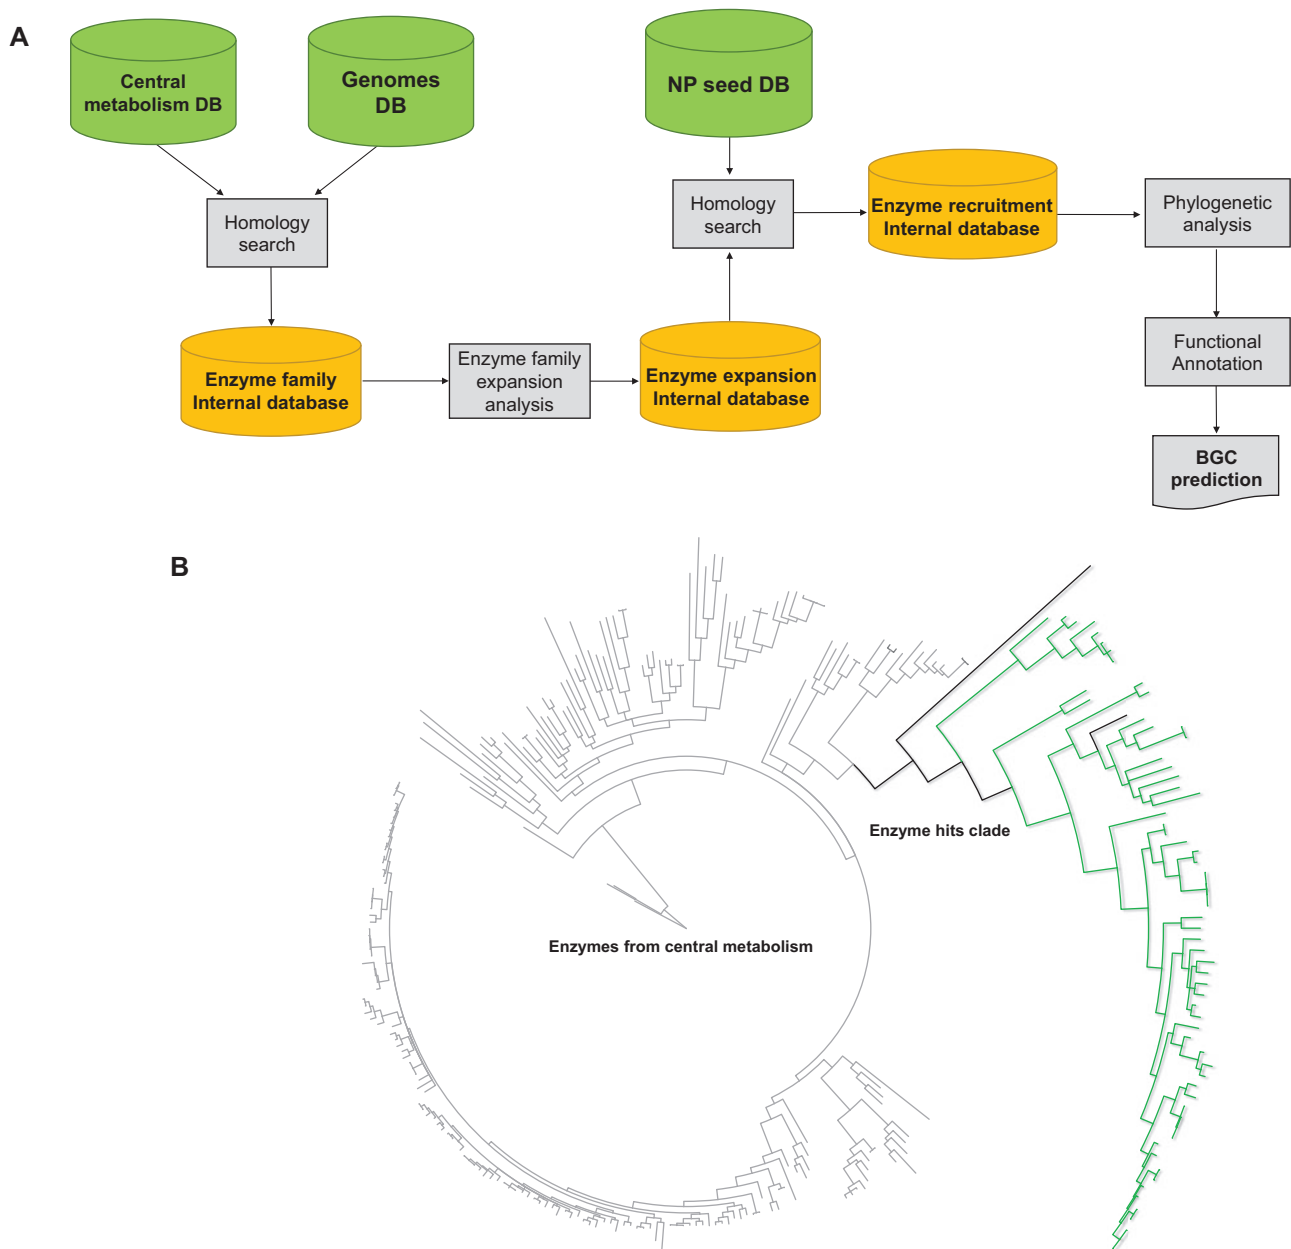 A
Central
metabolism DB
Genomes
DB
NP seed DB
Homology
search
Homology
search
Enzyme recruitment
Internal database
Phylogenetic
analysis
Enzyme family
Internal database
Enzyme family
expansion
analysis
Enzyme expansion
Internal database
Functional
Annotation
BGC
prediction
B
Enzyme hits clade
Enzymes from central metabolism